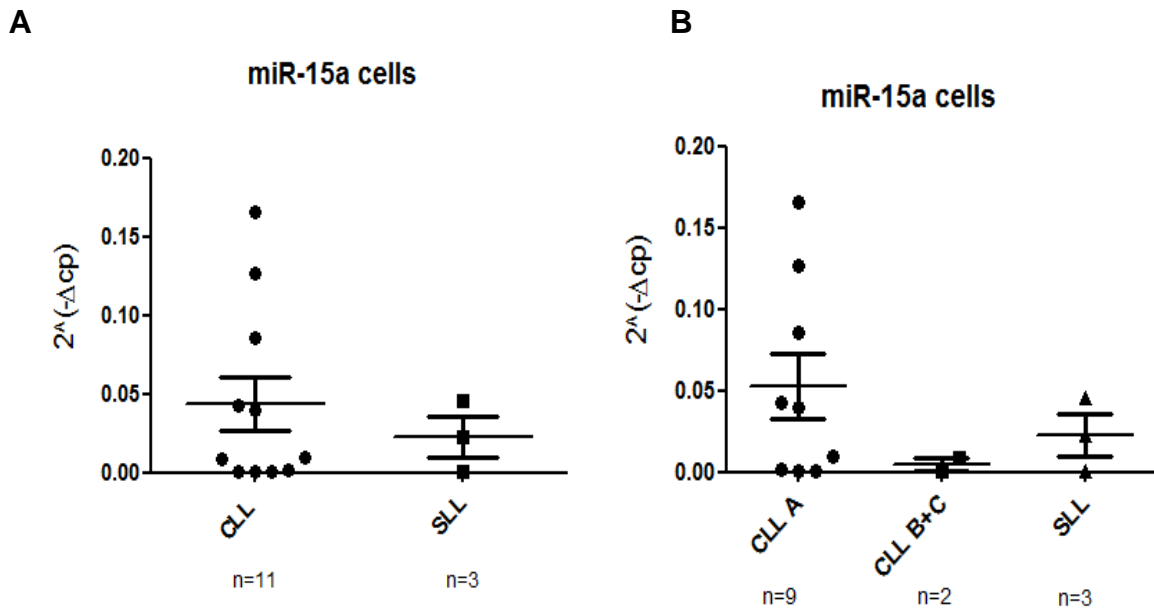 A
miR-15a cells
2^(-Δcp)
0.20
0.15
0.10
0.05
0.00
CLL
SLL
n=11
n=3
B
miR-15a cells
2^(-Δcp)
0.20
0.15
0.10
0.05
0.00
CLL A
CLL B+C
SLL
n=9
n=2
n=3